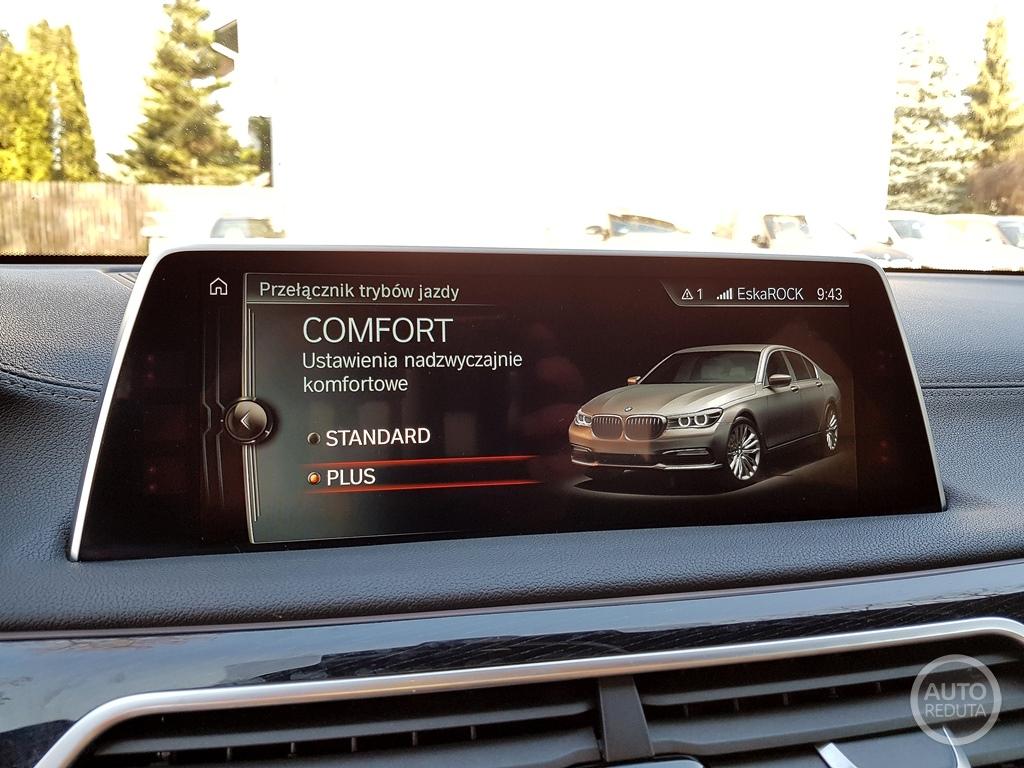 Przełącznik trybów jazdy
1 EskaROCK 9:43
COMFORT
Ustawienia nadzwyczajnie
komfortowe
STANDARD
PLUS
AUTO
REDUTA